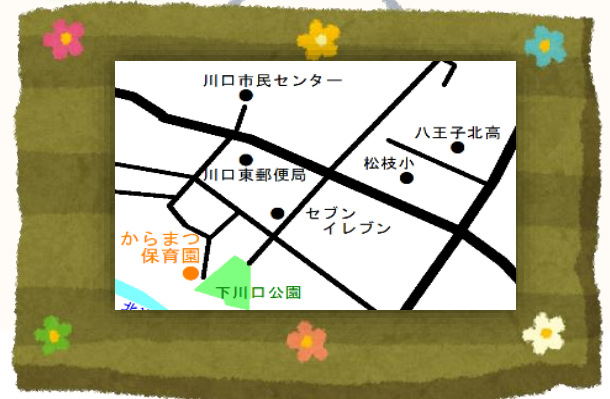 川口市民センター
八王子北高
松枝小
川口東郵便局
セブン
イレブン
からまつ
保育園
下川口公園